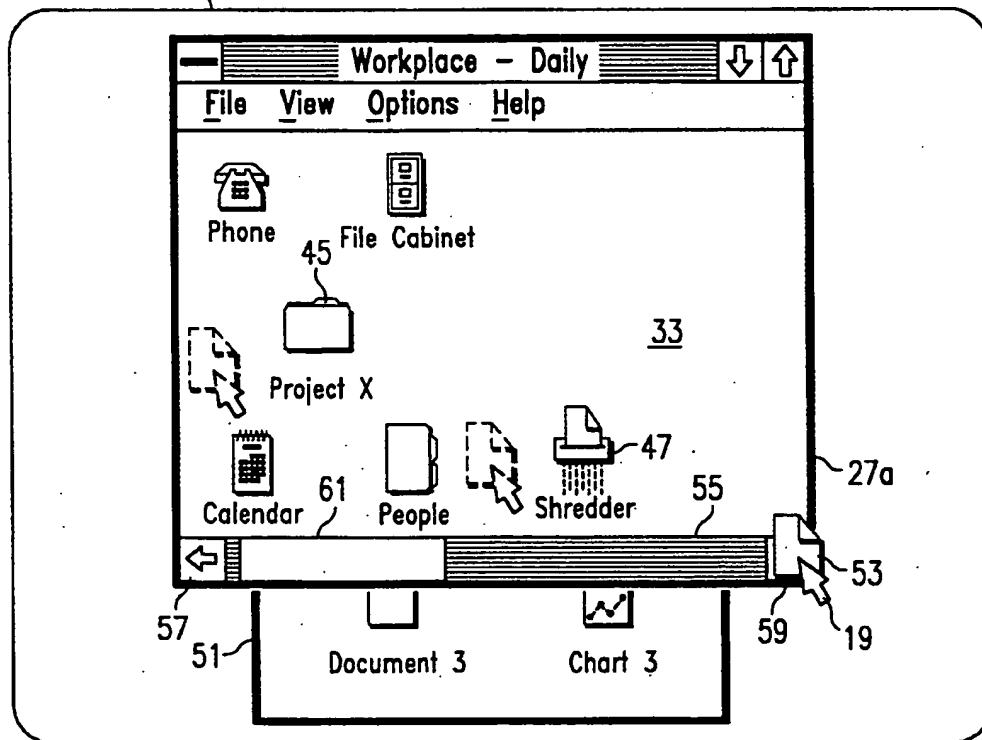 Workplace – Daily
File View Options Help
Phone
File Cabinet
45
33
Project X
47
27a
Calendar
61
People
Shredder
55
53
57
51
59
19
Document 3
Chart 3